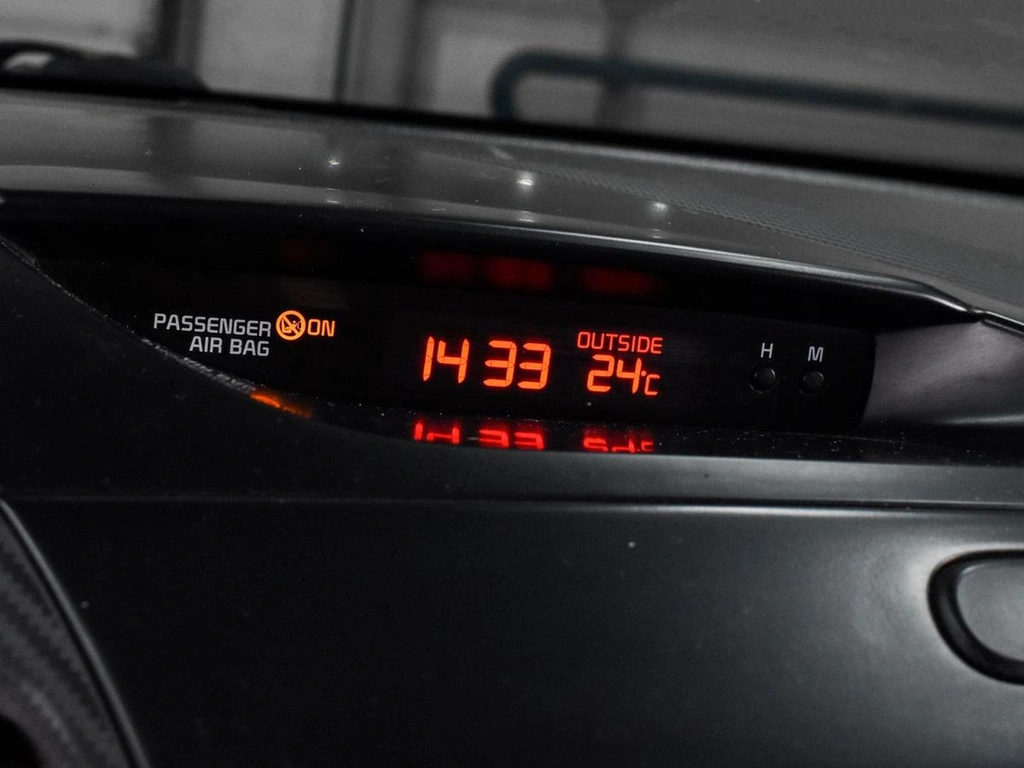 PASSENGER ON
AIR BAG
14 33
OUTSIDE
24°C
H M